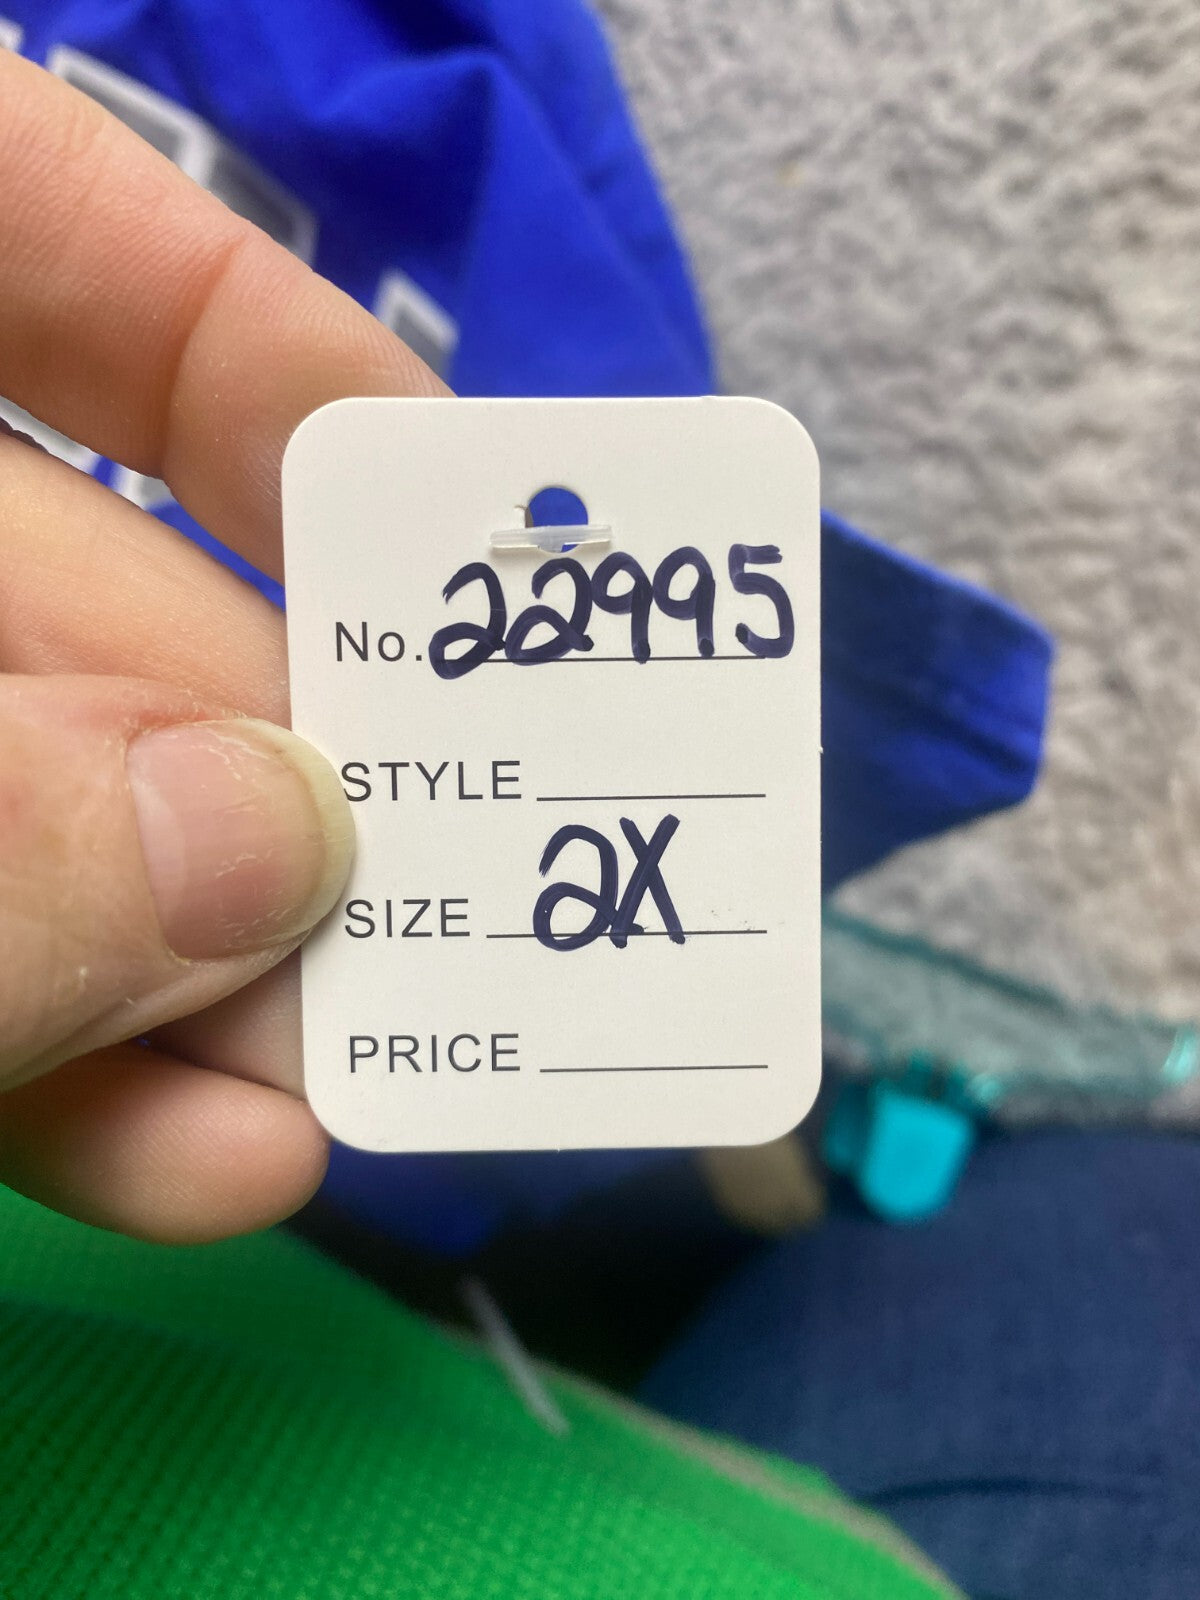 No. 22995
STYLE
SIZE 2X
PRICE